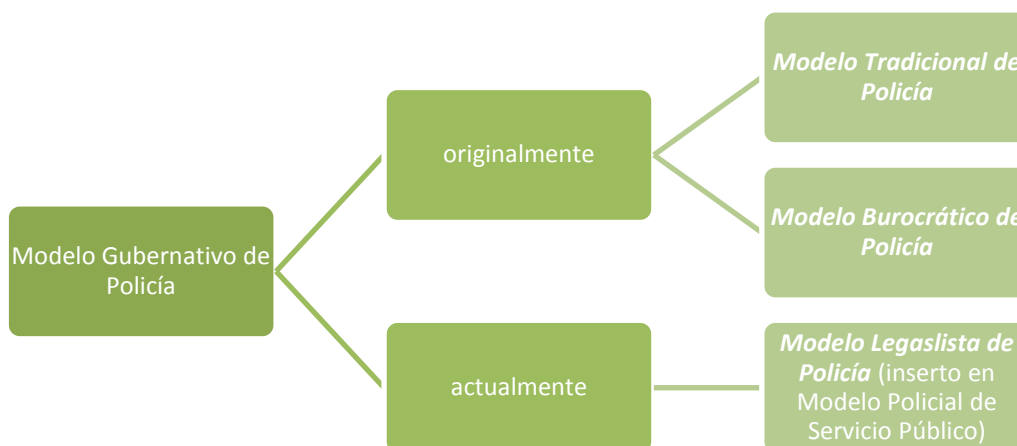 Modelo Gubernativo de
Policía
originalmente
Modelo Tradicional de
Policía
Modelo Burocrático de
Policía
actualmente
Modelo Legaslista de
Policía (inserto en
Modelo Policial de
Servicio Público)